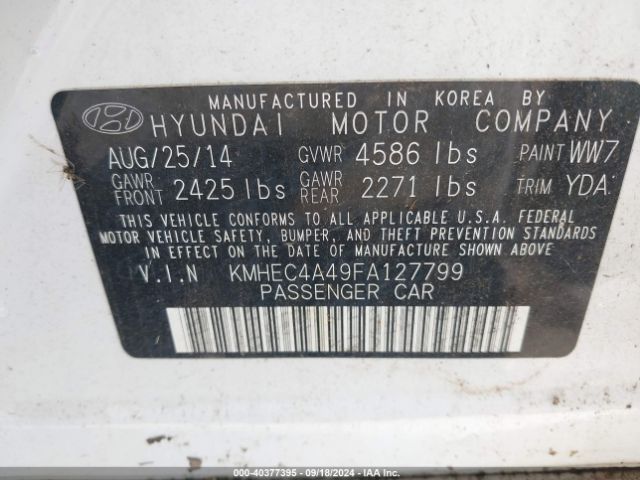 MANUFACTURED IN KOREA BY
HYUNDAI MOTOR COMPANY
AUG/25/14 GVWR 4586 lbs PAINT WW7
GAWR FRONT 2425 lbs GAWR REAR 2271 lbs TRIM YDA
THIS VEHICLE CONFORMS TO ALL APPLICABLE U.S.A. FEDERAL
MOTOR VEHICLE SAFETY, BUMPER, AND THEFT PREVENTION STANDARDS
IN EFFECT ON THE DATE OF MANUFACTURE SHOWN ABOVE.
V.I.N KMHEC4A49FA127799
PASSENGER CAR
000-40377395 | 09/18/2024 | IFA Auctions